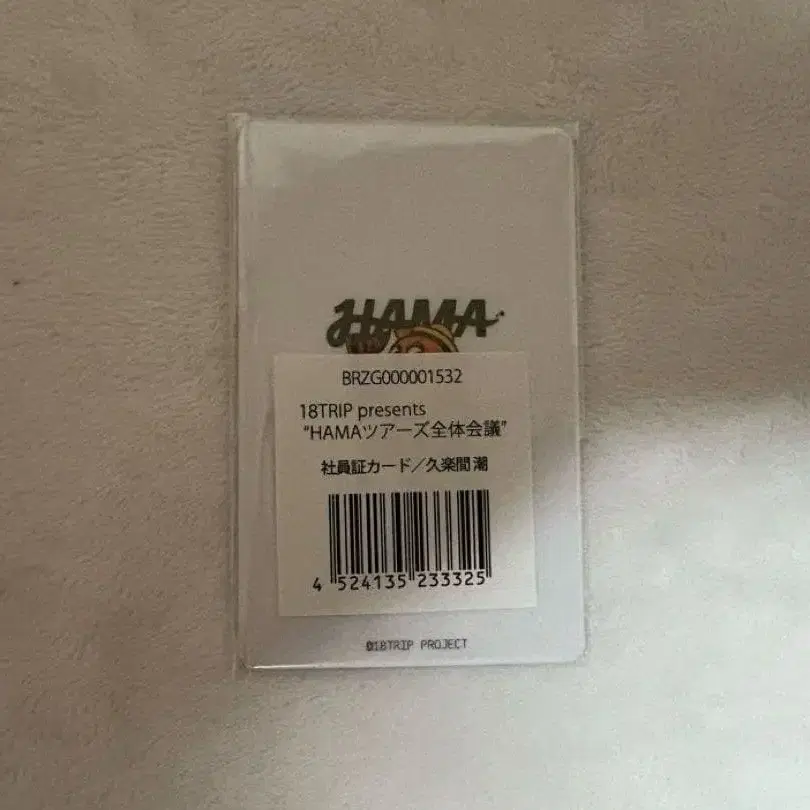 HAMA
BRZG000001532
18TRIP presents
“HAMAツアーズ全体会議”
社員証カード／久楽間 潮
4 524135 233325
©18TRIP PROJECT